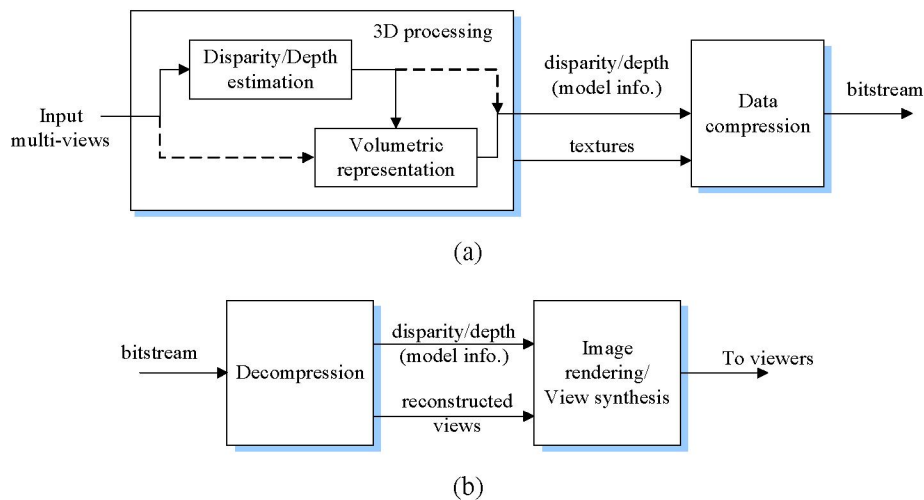 3D processing
Disparity/Depth
estimation
Input
multi-views
Volumetric
representation
disparity/depth
(model info.)
textures
Data
compression
bitstream
(a)
bitstream
Decompression
disparity/depth
(model info.)
reconstructed
views
Image
rendering/
View synthesis
To viewers
(b)